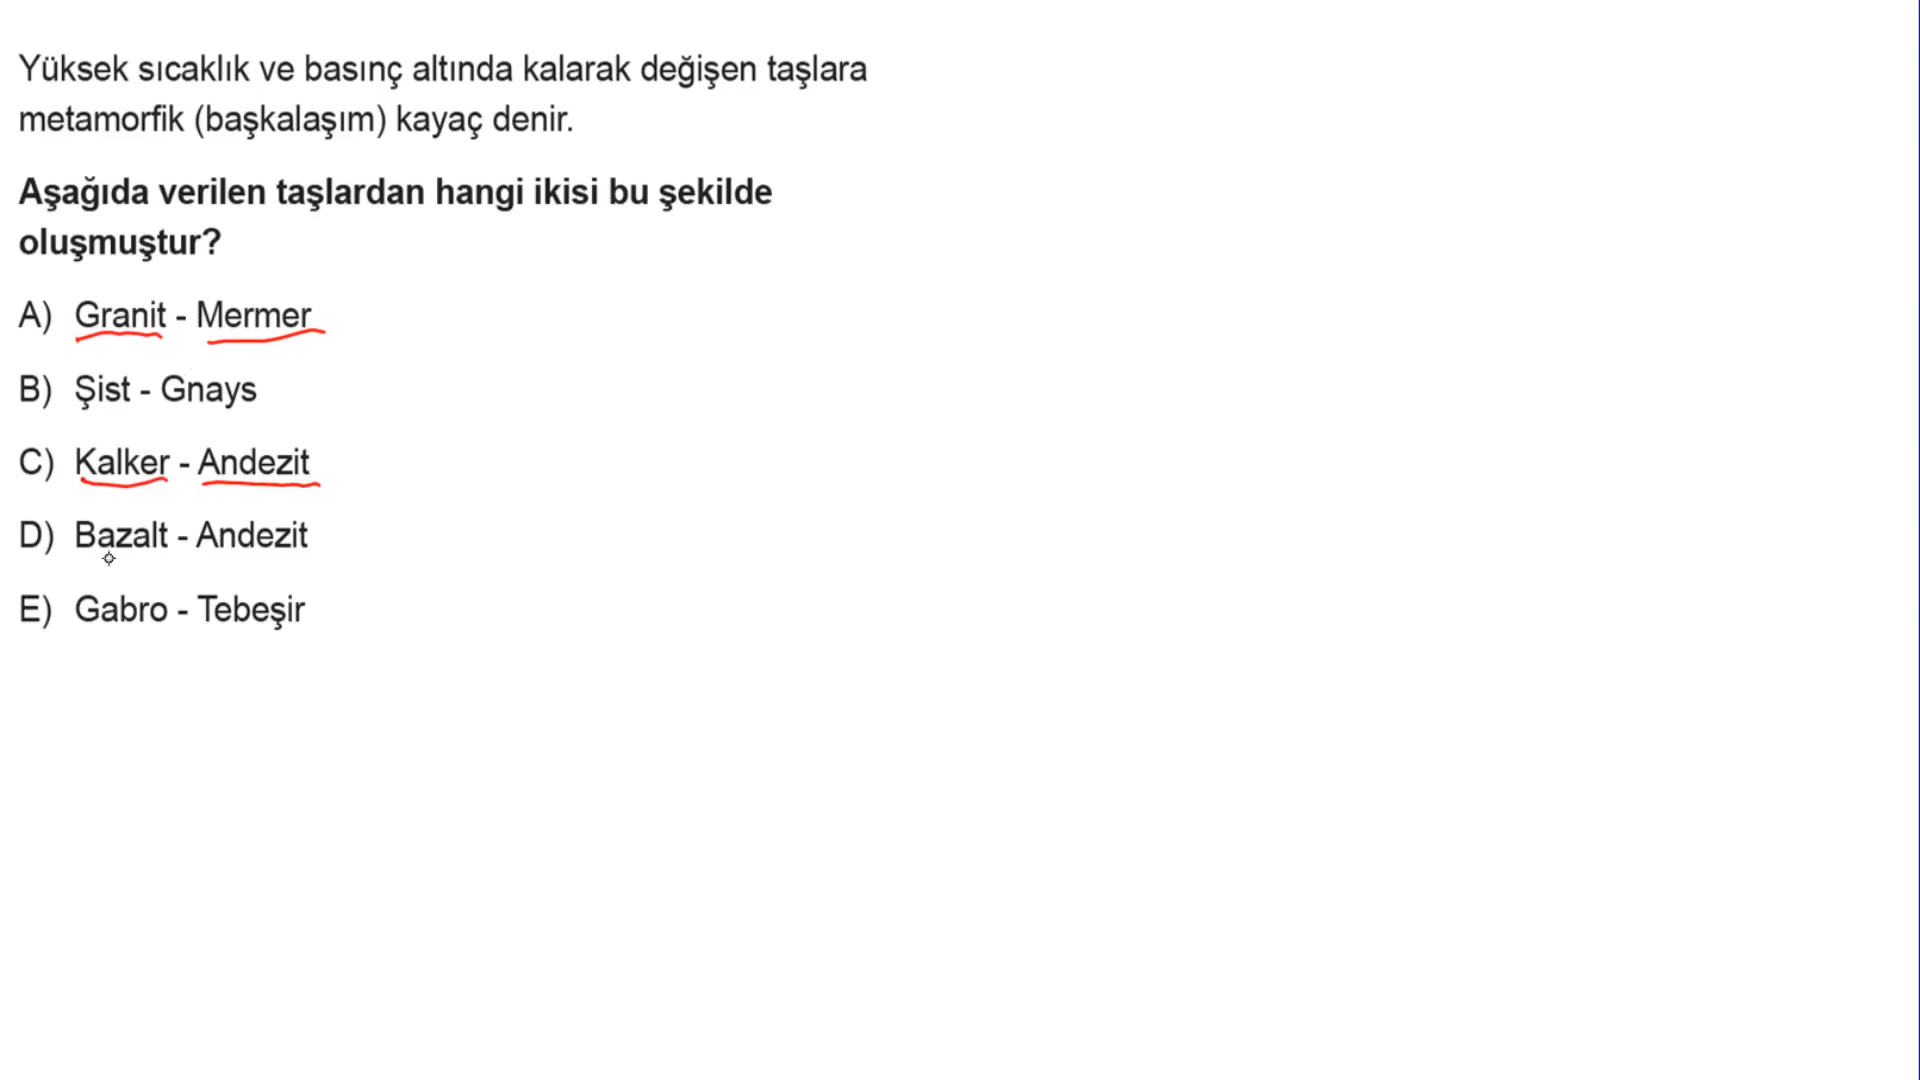 Yüksek sıcaklık ve basınç altında kalarak değişen taşlara
metamorfik (başkalaşım) kayaç denir.
Aşağıda verilen taşlardan hangi ikisi bu şekilde
oluşmuştur?
A) Granit - Mermer
B) Şist - Gnays
C) Kalker - Andezit
D) Bazalt - Andezit
E) Gabro - Tebeşir